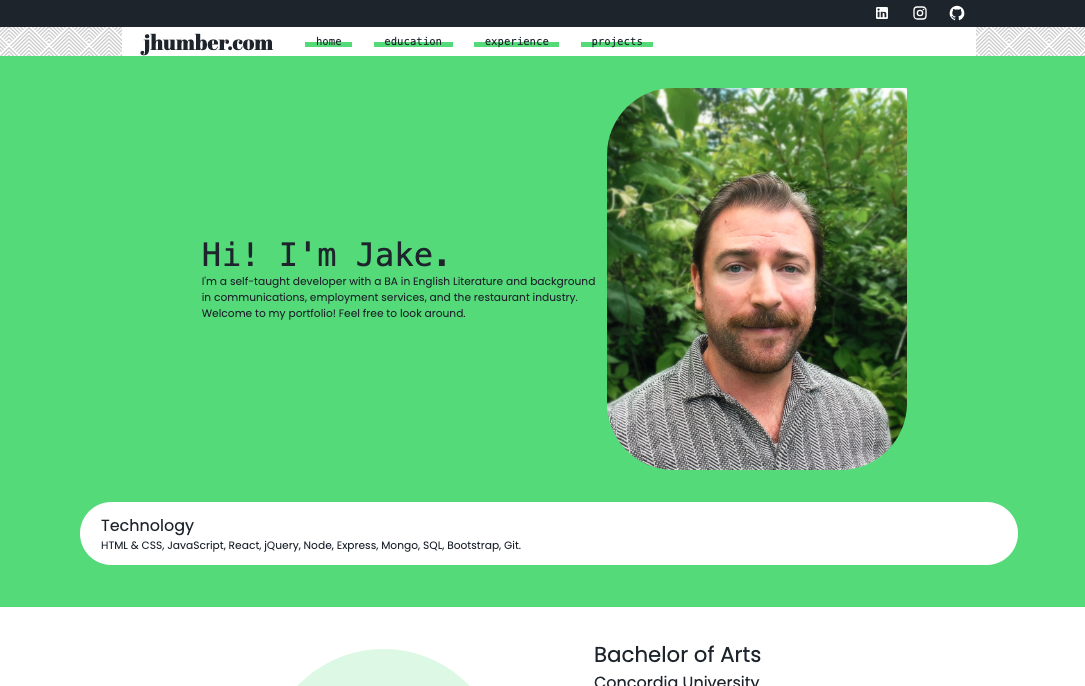 jhumber.com
home education experience projects
Hi! I'm Jake.
I'm a self-taught developer with a BA in English Literature and background
in communications, employment services, and the restaurant industry.
Welcome to my portfolio! Feel free to look around.
Technology
HTML & CSS, JavaScript, React, jQuery, Node, Express, Mongo, SQL, Bootstrap, Git.
Bachelor of Arts
Concordia University